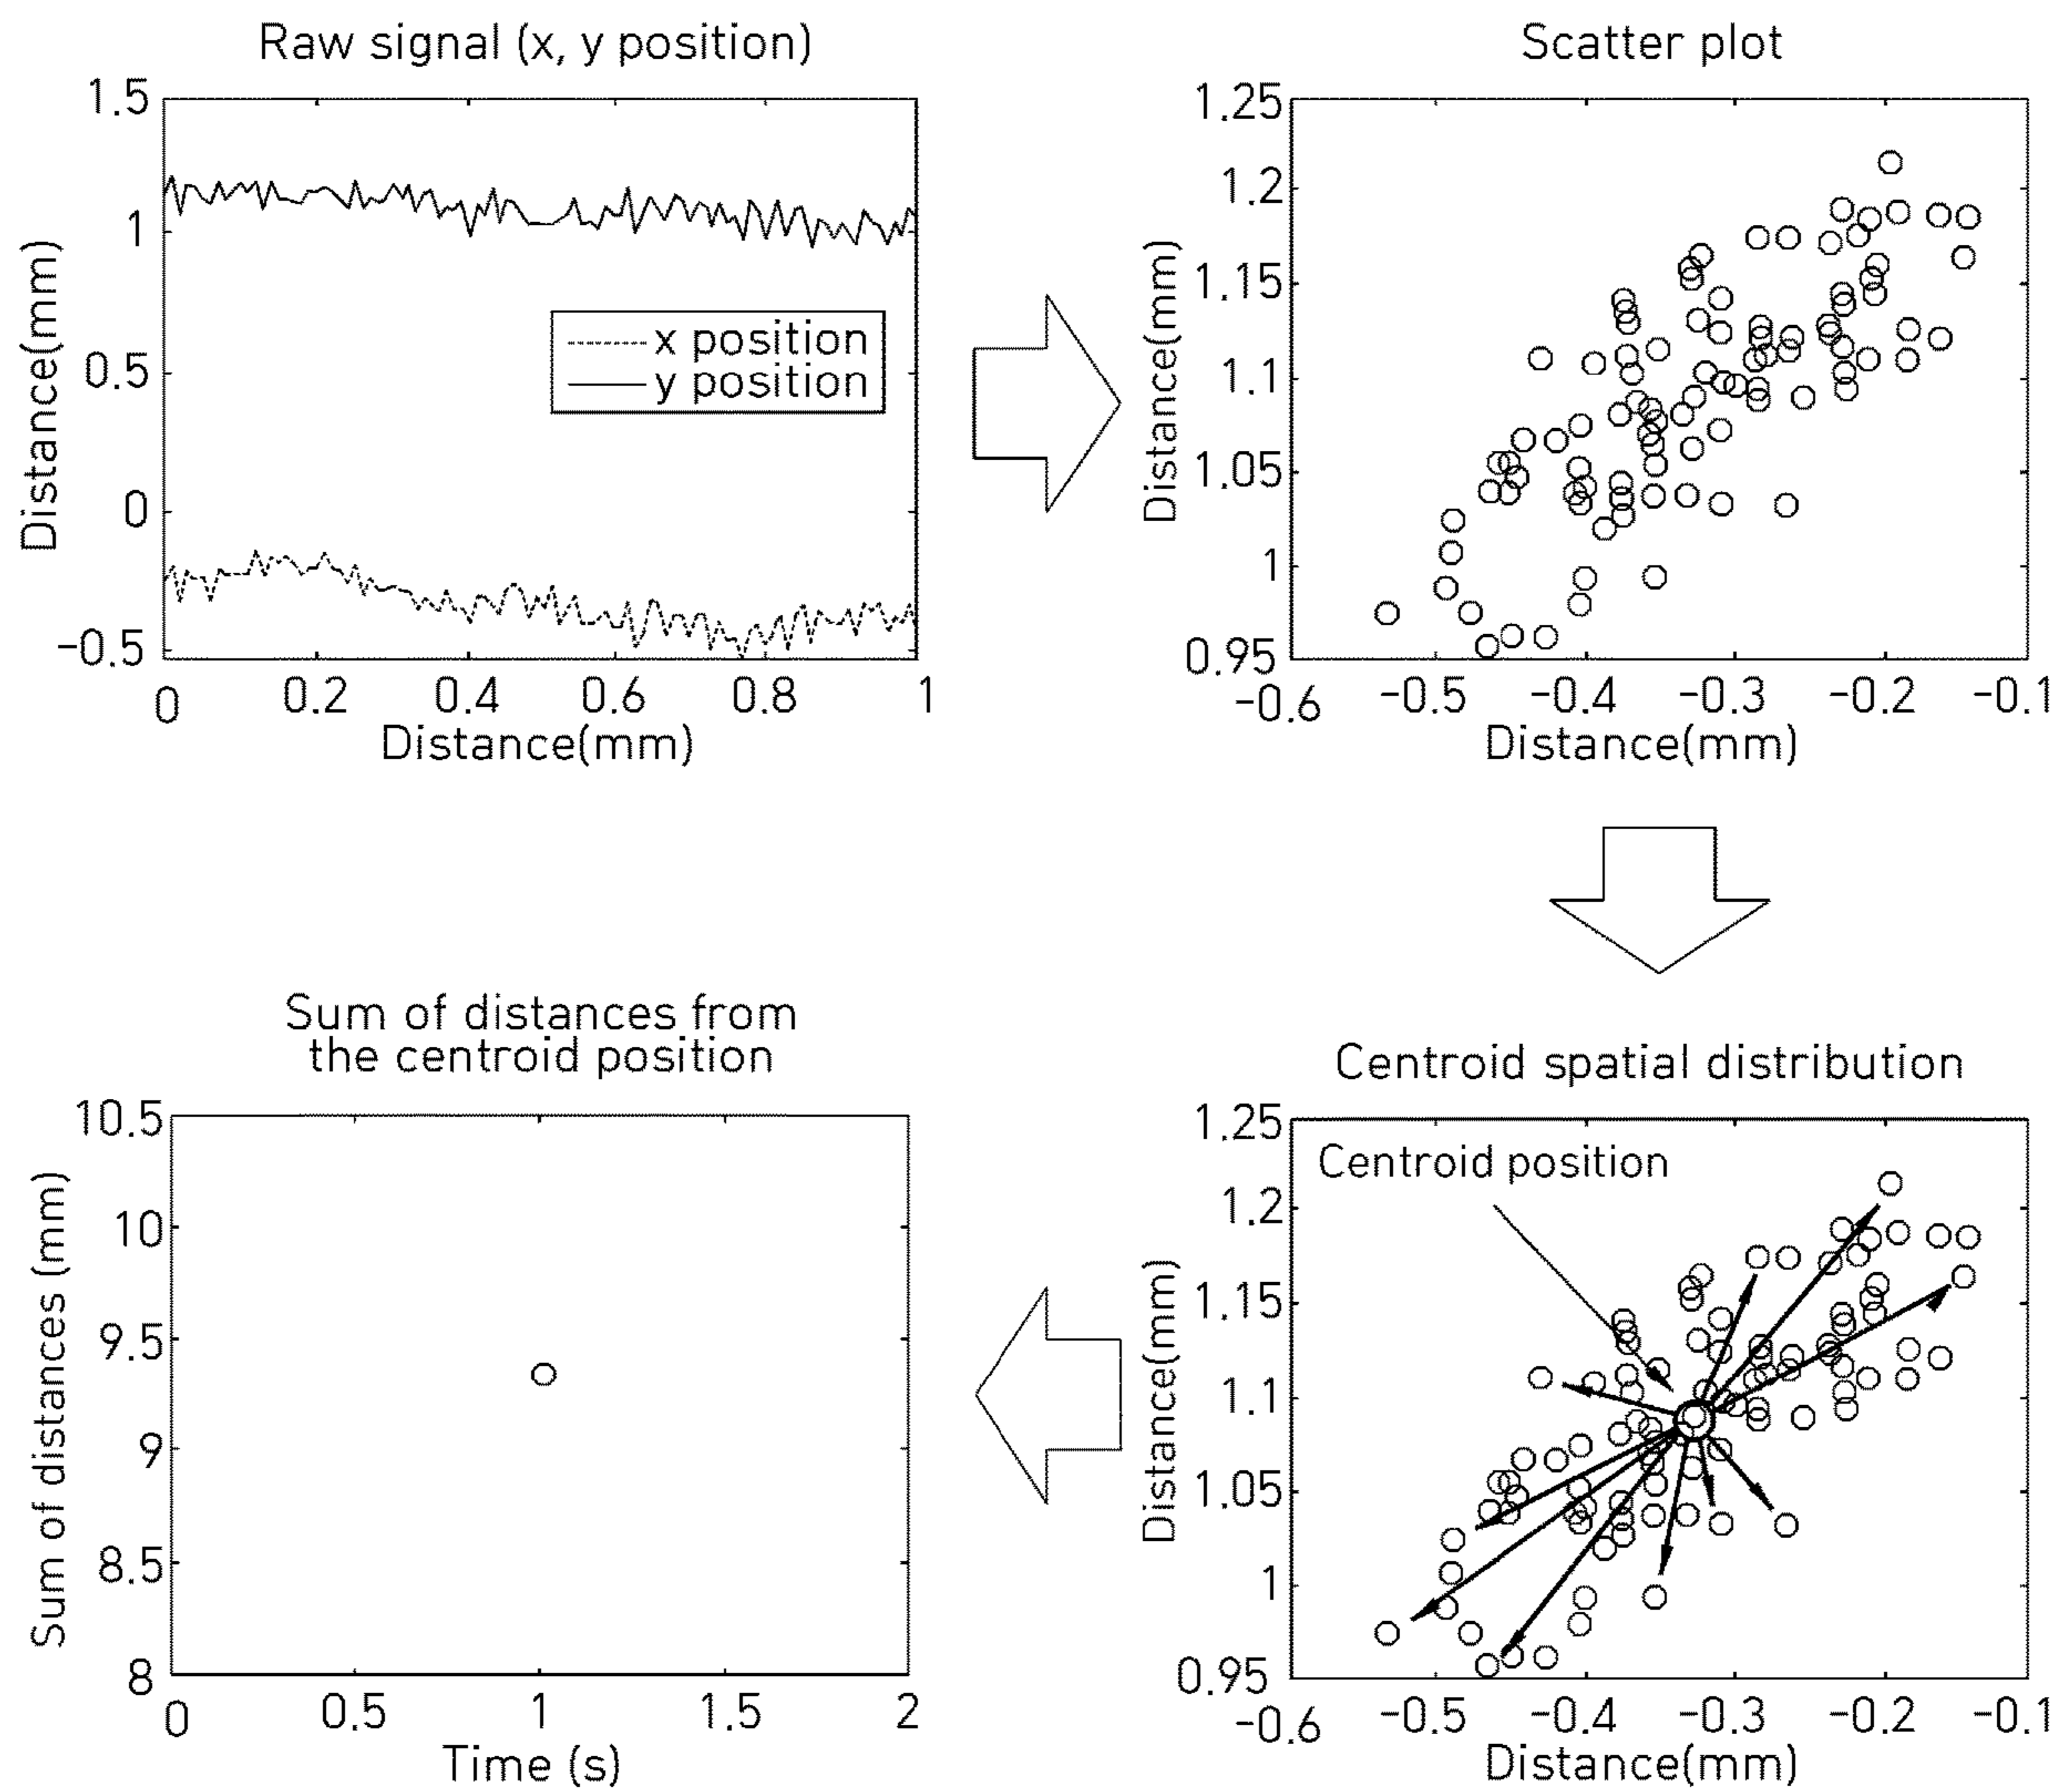 Raw signal (x, y position)
1.5
1
0.5
0
-0.5
Distance(mm)
x position
y position
0 0.2 0.4 0.6 0.8 1
Distance(mm)
Scatter plot
1.25
1.2
1.15
1.1
1.05
1
0.95
Distance(mm)
-0.6 -0.5 -0.4 -0.3 -0.2 -0.1
Distance(mm)
Sum of distances from
the centroid position
10.5
10
9.5
9
8.5
8
Sum of distances (mm)
0 0.5 1 1.5 2
Time (s)
Centroid spatial distribution
1.25
1.2
1.15
1.1
1.05
1
0.95
Distance(mm)
Centroid position
-0.6 -0.5 -0.4 -0.3 -0.2 -0.1
Distance(mm)